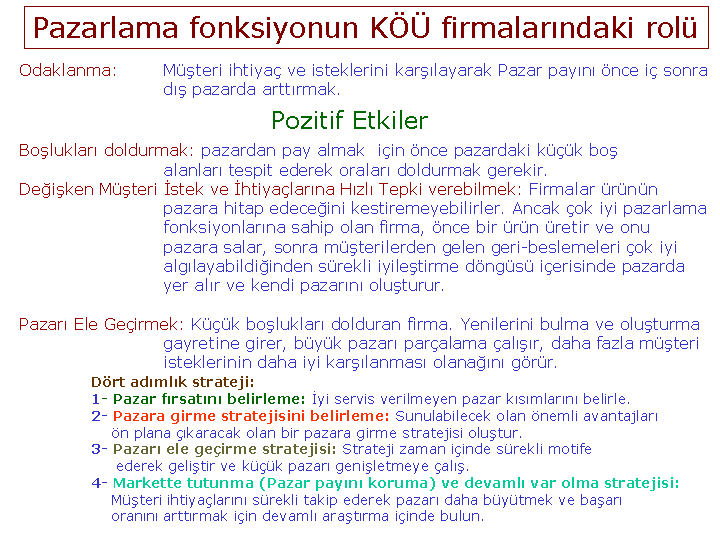 Pazarlama fonksiyonun KÖÜ firmalarındaki rolü
Odaklanma: Müşteri ihtiyaç ve isteklerini karşılayarak Pazar payını önce iç sonra
dış pazarda arttırmak.
Pozitif Etkiler
Boşlukları doldurmak: pazardan pay almak için önce pazardaki küçük boş
alanları tespit ederek oraları doldurmak gerekir.
Değişken Müşteri İstek ve İhtiyaçlarına Hızlı Tepki verebilmek: Firmalar ürünün
pazara hitap edeceğini kestiremeyebilirler. Ancak çok iyi pazarlama
fonksiyonlarına sahip olan firma, önce bir ürün üretir ve onu
pazara salar, sonra müşterilerden gelen geri-beslemeleri çok iyi
algılayabildiğinden sürekli iyileştirme döngüsü içerisinde pazarda
yer alır ve kendi pazarını oluşturur.
Pazarı Ele Geçirmek: Küçük boşlukları dolduran firma. Yenilerini bulma ve oluşturma
gayretine girer, büyük pazarı parçalama çalışır, daha fazla müşteri
isteklerinin daha iyi karşılanması olanağını görür.
Dört adımlık strateji:
1- Pazar fırsatını belirleme: İyi servis verilmeyen pazar kısımlarını belirle.
2- Pazara girme stratejisini belirleme: Sunulabilecek olan önemli avantajları
ön plana çıkaracak olan bir pazara girme stratejisi oluştur.
3- Pazarı ele geçirme stratejisi: Strateji zaman içinde sürekli motife
ederek geliştir ve küçük pazarı genişletmeye çalış.
4- Markette tutunma (Pazar payını koruma) ve devamlı var olma stratejisi:
Müşteri ihtiyaçlarını sürekli takip ederek pazarı daha büyütmek ve başarı
oranını arttırmak için devamlı araştırma içinde bulun.